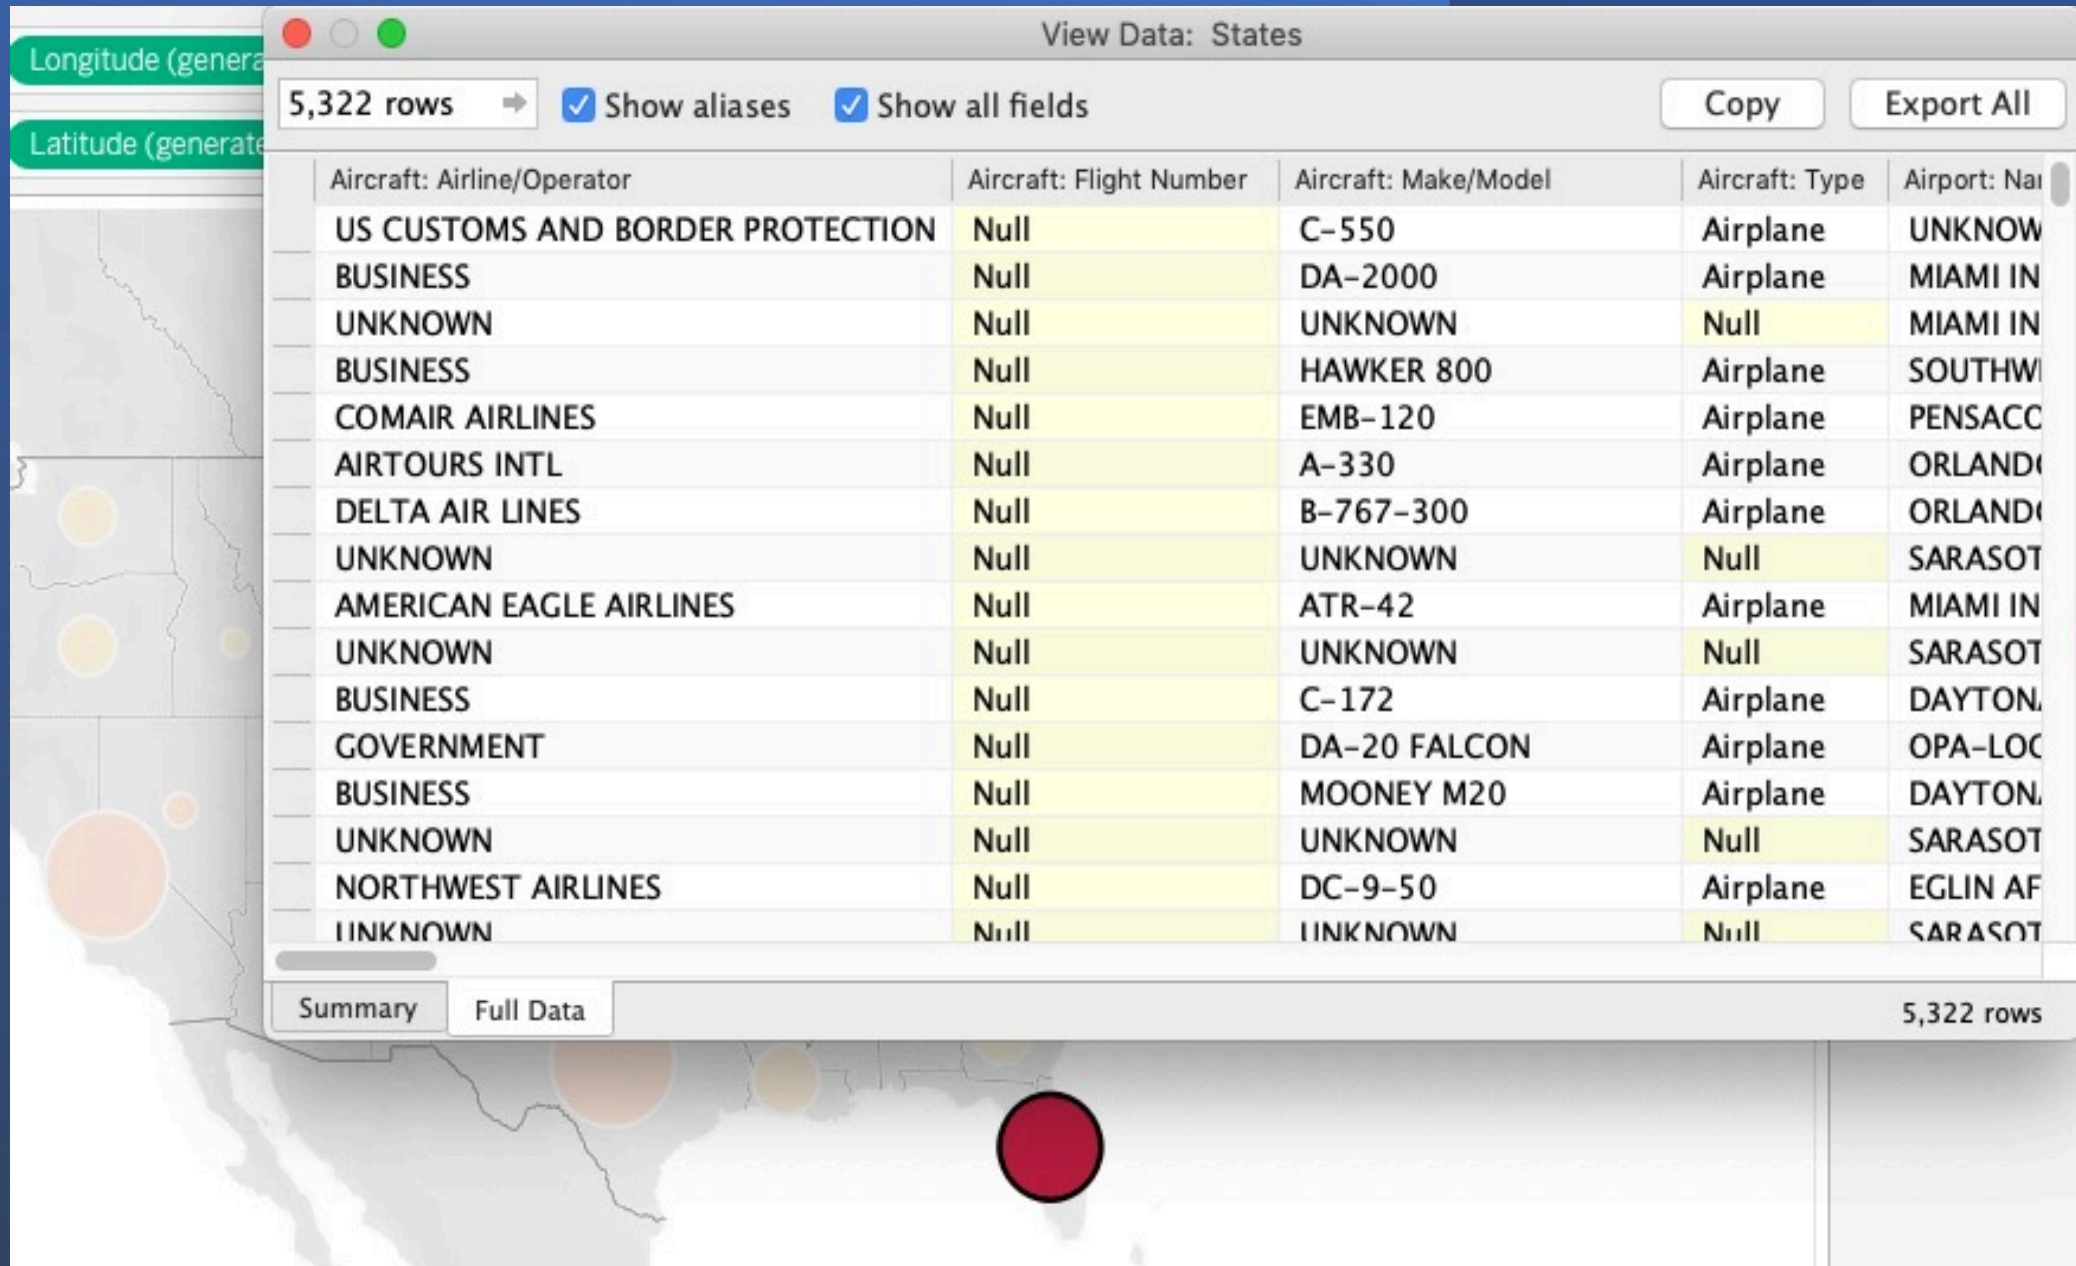 View Data: States
Longitude (genera
Latitude (generate
5,322 rows Show aliases Show all fields Copy Export All
Aircraft: Airline/Operator Aircraft: Flight Number Aircraft: Make/Model Aircraft: Type Airport: Nar
US CUSTOMS AND BORDER PROTECTION Null C-550 Airplane UNKNOW
BUSINESS Null DA-2000 Airplane MIAMI IN
UNKNOWN Null UNKNOWN Null MIAMI IN
BUSINESS Null HAWKER 800 Airplane SOUTHW
COMAIR AIRLINES Null EMB-120 Airplane PENSACO
AIRTOURS INTL Null A-330 Airplane ORLAND
DELTA AIR LINES Null B-767-300 Airplane ORLAND
UNKNOWN Null UNKNOWN Null SARASOT
AMERICAN EAGLE AIRLINES Null ATR-42 Airplane MIAMI IN
UNKNOWN Null UNKNOWN Null SARASOT
BUSINESS Null C-172 Airplane DAYTON
GOVERNMENT Null DA-20 FALCON Airplane OPA-LOC
BUSINESS Null MOONEY M20 Airplane DAYTON
UNKNOWN Null UNKNOWN Null SARASOT
NORTHWEST AIRLINES Null DC-9-50 Airplane EGLIN AF
UNKNOWN Null UNKNOWN Null SARASOT
Summary Full Data 5,322 rows